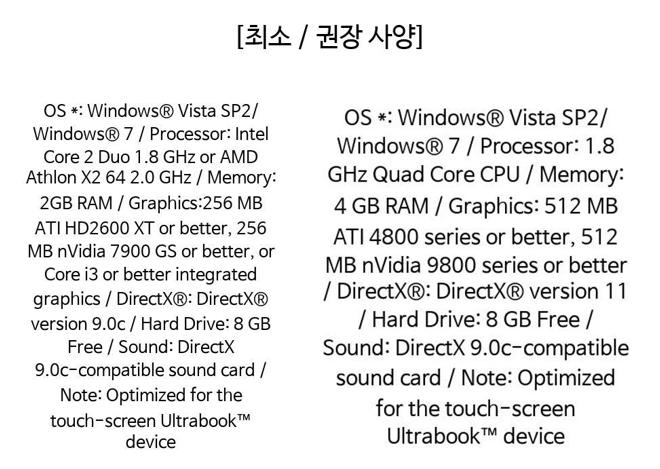 [최소 / 권장 사양]
OS *: Windows® Vista SP2/
Windows® 7 / Processor: Intel
Core 2 Duo 1.8 GHz or AMD
Athlon X2 64 2.0 GHz / Memory:
2GB RAM / Graphics:256 MB
ATI HD2600 XT or better, 256
MB nVidia 7900 GS or better, or
Core i3 or better integrated
graphics / DirectX®: DirectX®
version 9.0c / Hard Drive: 8 GB
Free / Sound: DirectX
9.0c-compatible sound card /
Note: Optimized for the
touch-screen Ultrabook™
device
OS *: Windows® Vista SP2/
Windows® 7 / Processor: 1.8
GHz Quad Core CPU / Memory:
4 GB RAM / Graphics: 512 MB
ATI 4800 series or better, 512
MB nVidia 9800 series or better
/ DirectX®: DirectX® version 11
/ Hard Drive: 8 GB Free /
Sound: DirectX 9.0c-compatible
sound card / Note: Optimized
for the touch-screen
Ultrabook™ device